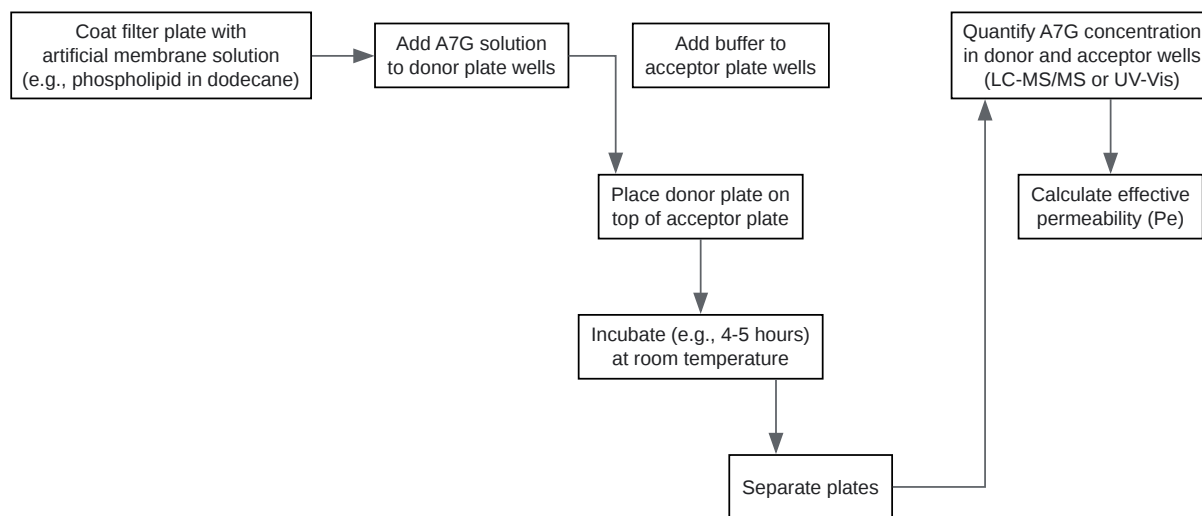 Coat filter plate with
artificial membrane solution
(e.g., phospholipid in dodecane)
Add A7G solution
to donor plate wells
Add buffer to
acceptor plate wells
Quantify A7G concentration
in donor and acceptor wells
(LC-MS/MS or UV-Vis)
Place donor plate on
top of acceptor plate
Calculate effective
permeability (Pe)
Incubate (e.g., 4-5 hours)
at room temperature
Separate plates